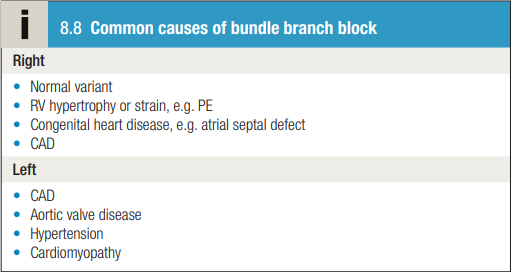 i 8.8 Common causes of bundle branch block
Right
• Normal variant
• RV hypertrophy or strain, e.g. PE
• Congenital heart disease, e.g. atrial septal defect
• CAD
Left
• CAD
• Aortic valve disease
• Hypertension
• Cardiomyopathy